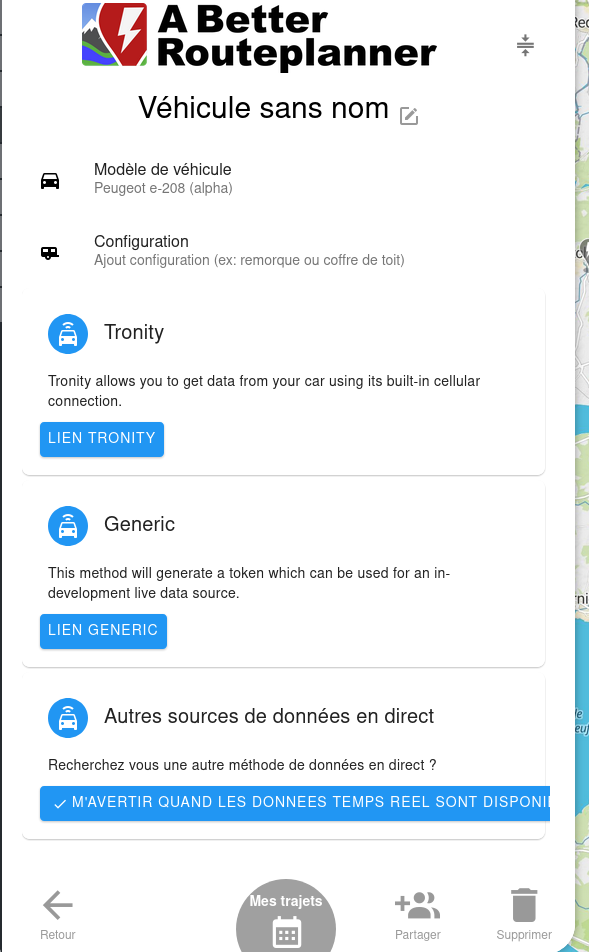 A Better
Routeplanner
Véhicule sans nom
Modèle de véhicule
Peugeot e-208 (alpha)
Configuration
Ajout configuration (ex: remorque ou coffre de toit)
Tronity
Tronity allows you to get data from your car using its built-in cellular
connection.
LIEN TRONITY
Generic
This method will generate a token which can be used for an in-
development live data source.
LIEN GENERIC
Autres sources de données en direct
Recherchez vous une autre méthode de données en direct ?
M'AVERTIR QUAND LES DONNEES TEMPS REEL SONT
Mes trajets
Retour
Partager
Supprimer